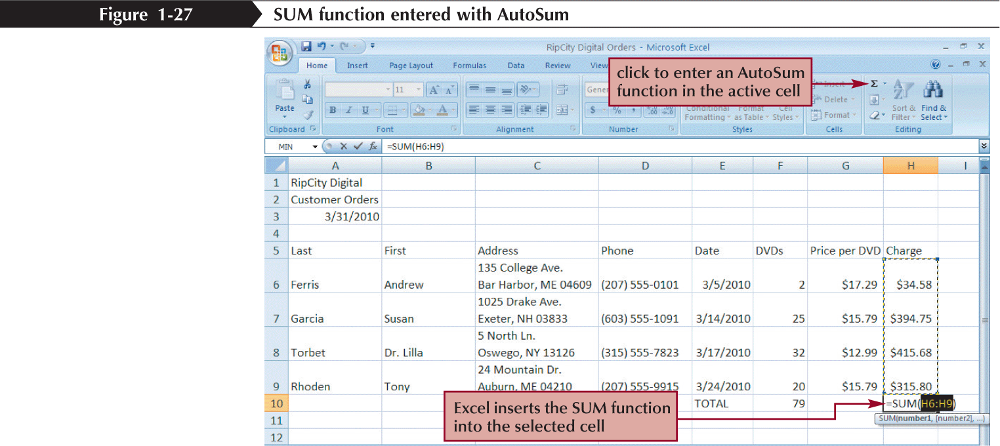 Figure 1-27 SUM function entered with AutoSum
RipCity Digital Orders - Microsoft Excel
Home Insert Page Layout Formulas Data Review View
click to enter an AutoSum
function in the active cell
11 A A Σ
Paste B I U $ % , .00 .0 Insert
Delete
Format
Conditional Format Cell
Formatting as Table Styles
Sort & Find &
Filter Select
Clipboard Font Alignment Number Styles Cells Editing
MIN fx =SUM(H6:H9)
A B C D E F G H I
1 RipCity Digital
2 Customer Orders
3 3/31/2010
4
5 Last First Address Phone Date DVDs Price per DVD Charge
135 College Ave.
6 Ferris Andrew Bar Harbor, ME 04609 (207) 555-0101 3/5/2010 2 $17.29 $34.58
1025 Drake Ave.
7 Garcia Susan Exeter, NH 03833 (603) 555-1091 3/14/2010 25 $15.79 $394.75
5 North Ln.
8 Torbet Dr. Lilla Oswego, NY 13126 (315) 555-7823 3/17/2010 32 $12.99 $415.68
24 Mountain Dr.
9 Rhoden Tony Auburn, ME 04210 (207) 555-9915 3/24/2010 20 $15.79 $315.80
10 TOTAL 79 =SUM(H6:H9)
Excel inserts the SUM function
into the selected cell
SUM(number1, [number2], ...)
11
12